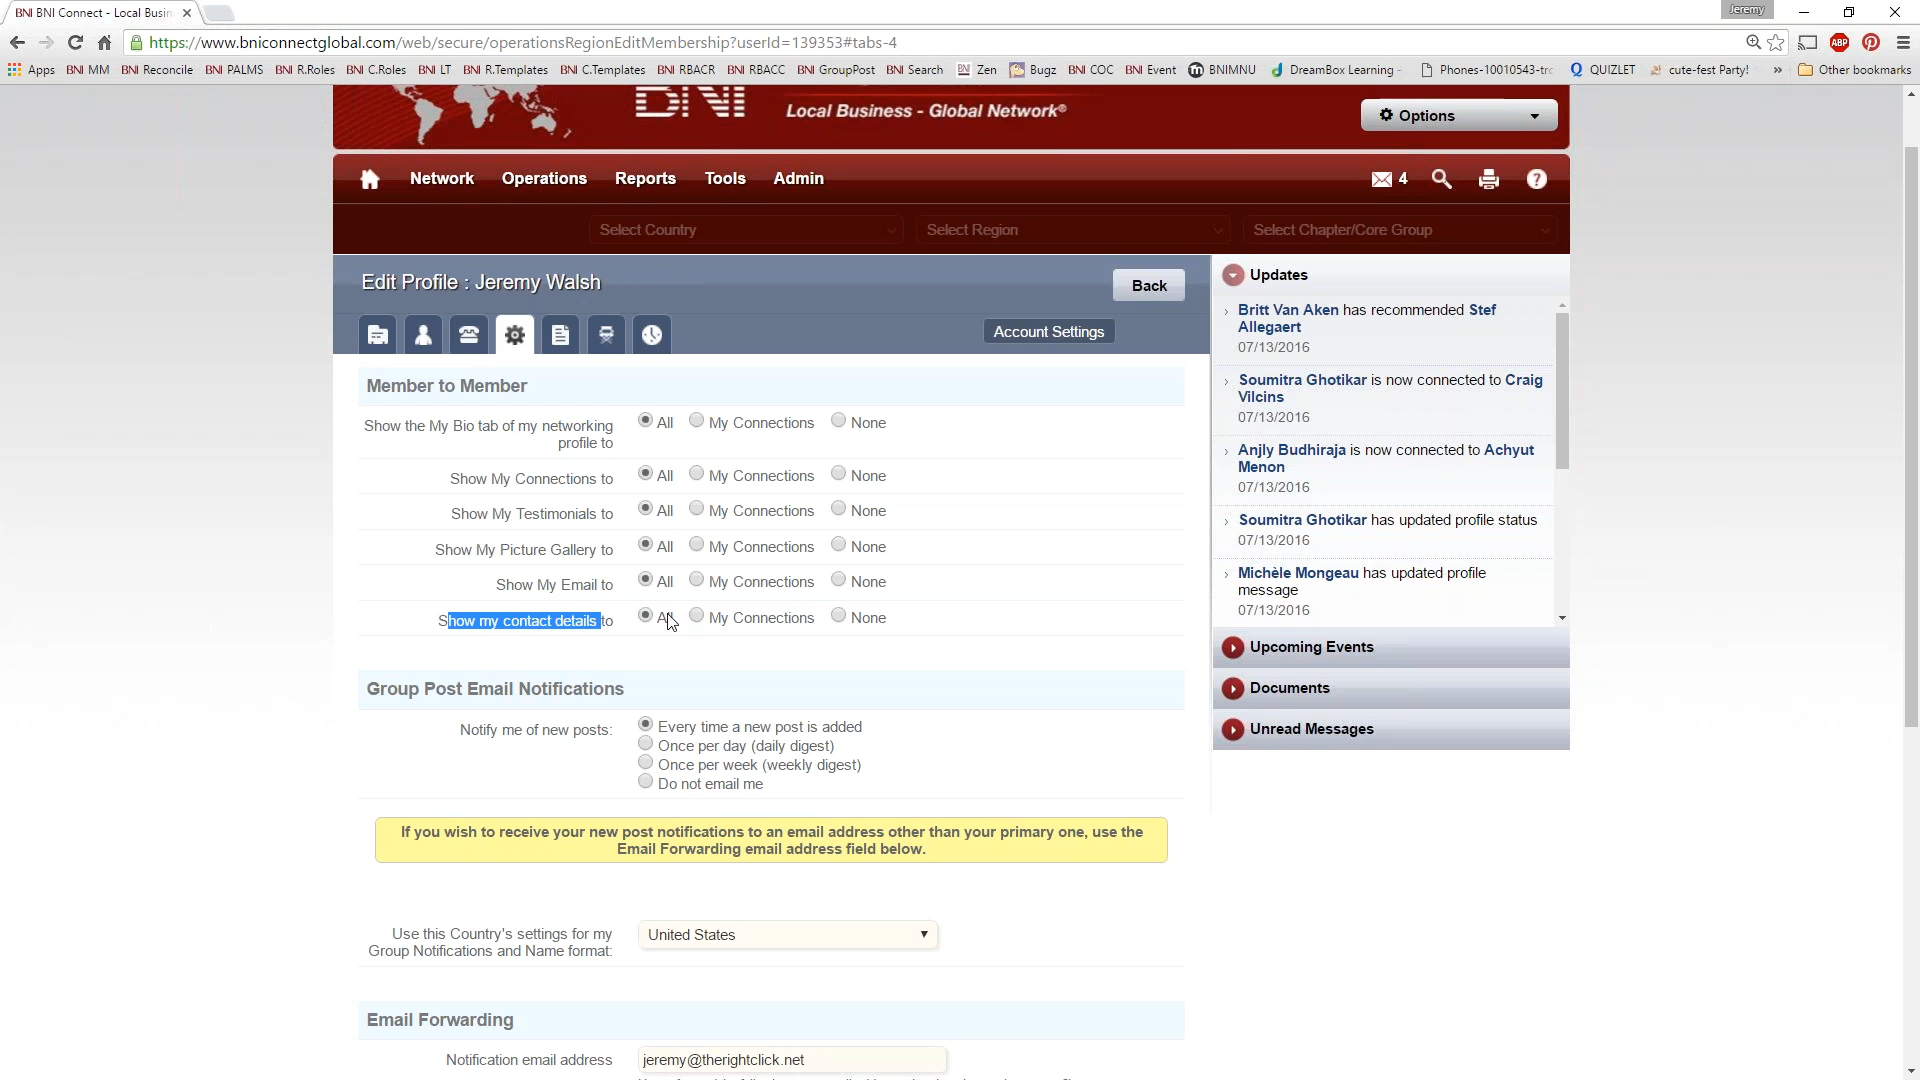 BNI BNI Connect - Local Busin
Jeremy
https://www.bniconnectglobal.com/web/secure/operationsRegionEditMembership?userId=139353#tabs-4
ABP
Apps BNI MM BNI Reconcile BNI PALMS BNI R.Roles BNI C.Roles BNI LT BNI R.Templates BNI C.Templates BNI RBACR BNI RBACC BNI GroupPost BNI Search Zen Bugz BNI COC BNI Event BNIMNU DreamBox Learning - Phones-10010543-trc QUIZLET cute-fest Party! » Other bookmarks
BNI Local Business - Global Network®
Options
Network Operations Reports Tools Admin
4
Select Country Select Region Select Chapter/Core Group
Edit Profile : Jeremy Walsh
Back
Account Settings
Member to Member
Show the My Bio tab of my networking
profile to
All My Connections None
Show My Connections to All My Connections None
Show My Testimonials to All My Connections None
Show My Picture Gallery to All My Connections None
Show My Email to All My Connections None
Show my contact details to All My Connections None
Group Post Email Notifications
Notify me of new posts: Every time a new post is added
Once per day (daily digest)
Once per week (weekly digest)
Do not email me
If you wish to receive your new post notifications to an email address other than your primary one, use the
Email Forwarding email address field below.
Use this Country's settings for my
Group Notifications and Name format:
United States
Email Forwarding
Notification email address jeremy@therightclick.net
Updates
Britt Van Aken has recommended Stef
Allegaert
07/13/2016
Soumitra Ghotikar is now connected to Craig
Vilcins
07/13/2016
Anjly Budhiraja is now connected to Achyut
Menon
07/13/2016
Soumitra Ghotikar has updated profile status
07/13/2016
Michèle Mongeau has updated profile
message
07/13/2016
Upcoming Events
Documents
Unread Messages